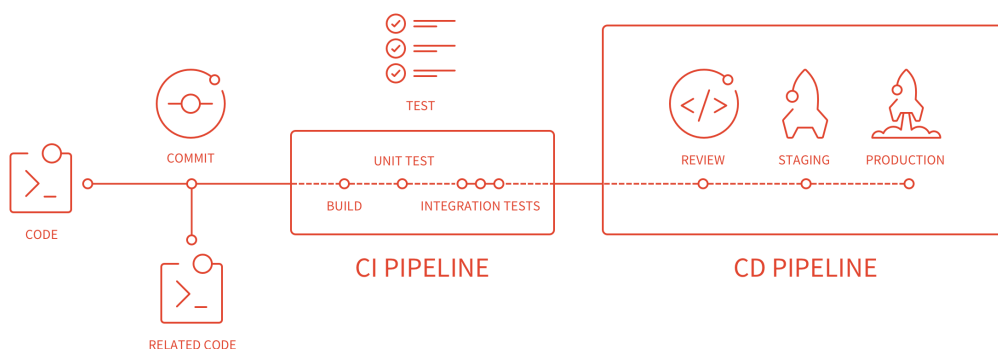 TEST
COMMIT
CODE
RELATED CODE
UNIT TEST
BUILD
INTEGRATION TESTS
CI PIPELINE
REVIEW
STAGING
PRODUCTION
CD PIPELINE